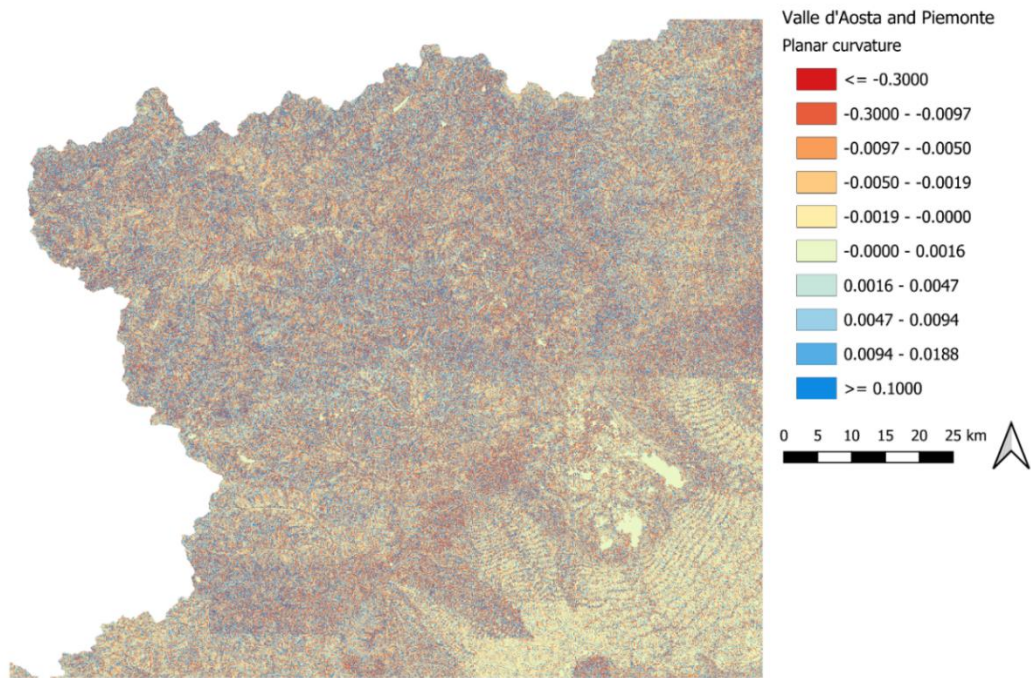 Valle d'Aosta and Piemonte
Planar curvature
<= -0.3000
-0.3000 - -0.0097
-0.0097 - -0.0050
-0.0050 - -0.0019
-0.0019 - -0.0000
-0.0000 - 0.0016
0.0016 - 0.0047
0.0047 - 0.0094
0.0094 - 0.0188
>= 0.1000
0 5 10 15 20 25 km